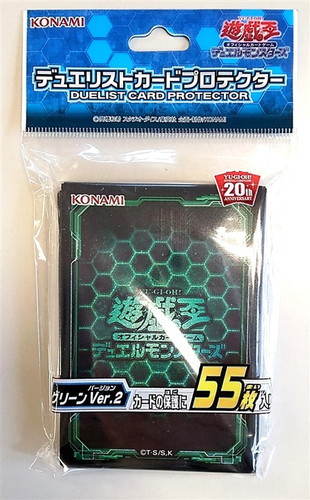 KONAMI
遊☆戯☆王
オフィシャルカードゲーム
デュエルモンスターズ
デュエリストカードプロテクター
DUELIST CARD PROTECTOR
KONAMI
YU-GI-OH!
20th
ANNIVERSARY
YU-GI-OH!
遊☆戯☆王
オフィシャルカードゲーム
デュエルモンスターズ
バージョン
グリーン Ver.2
カードの保護に55枚入り
©T·S/S,K